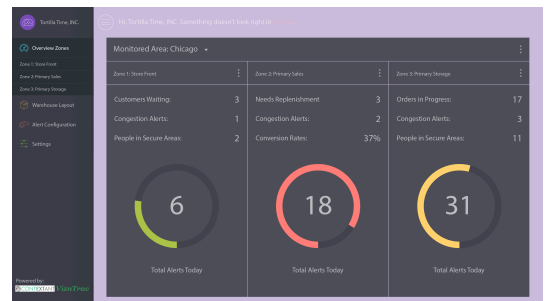 Tortilla Time, INC.
Hi, Tortilla Time, INC. Something doesn't look right in
Overview Zones
Zone 1: Store Front
Zone 2: Primary Sales
Zone 3: Primary Storage
Warehouse Layout
Alert Configuration
Settings
Powered by:
CONTEXTANT VizaTrac
Monitored Area: Chicago
Zone 1: Store Front
Customers Waiting: 3
Congestion Alerts: 1
People in Secure Areas: 2
6
Total Alerts Today
Zone 2: Primary Sales
Needs Replenishment 3
Congestion Alerts: 2
Conversion Rates: 37%
18
Total Alerts Today
Zone 3: Primary Storage
Orders in Progress: 17
Congestion Alerts: 3
People in Secure Areas: 11
31
Total Alerts Today